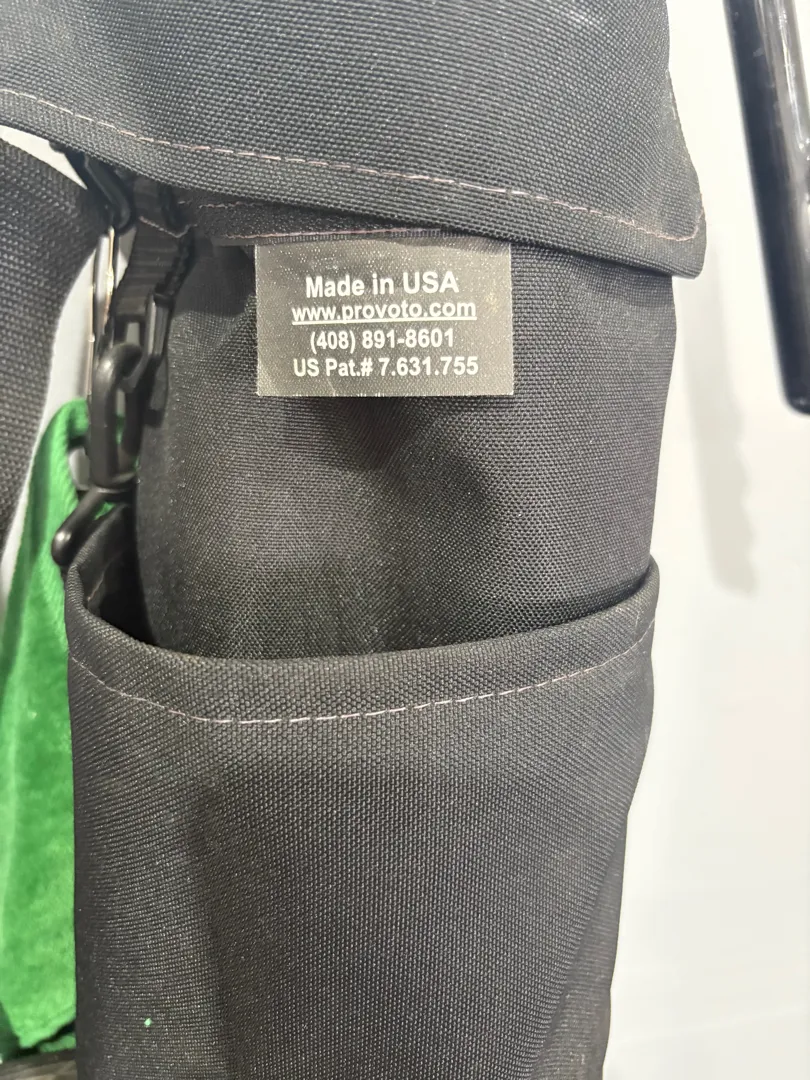 Made in USA
www.provoto.com
(408) 891-8601
US Pat.# 7.631.755